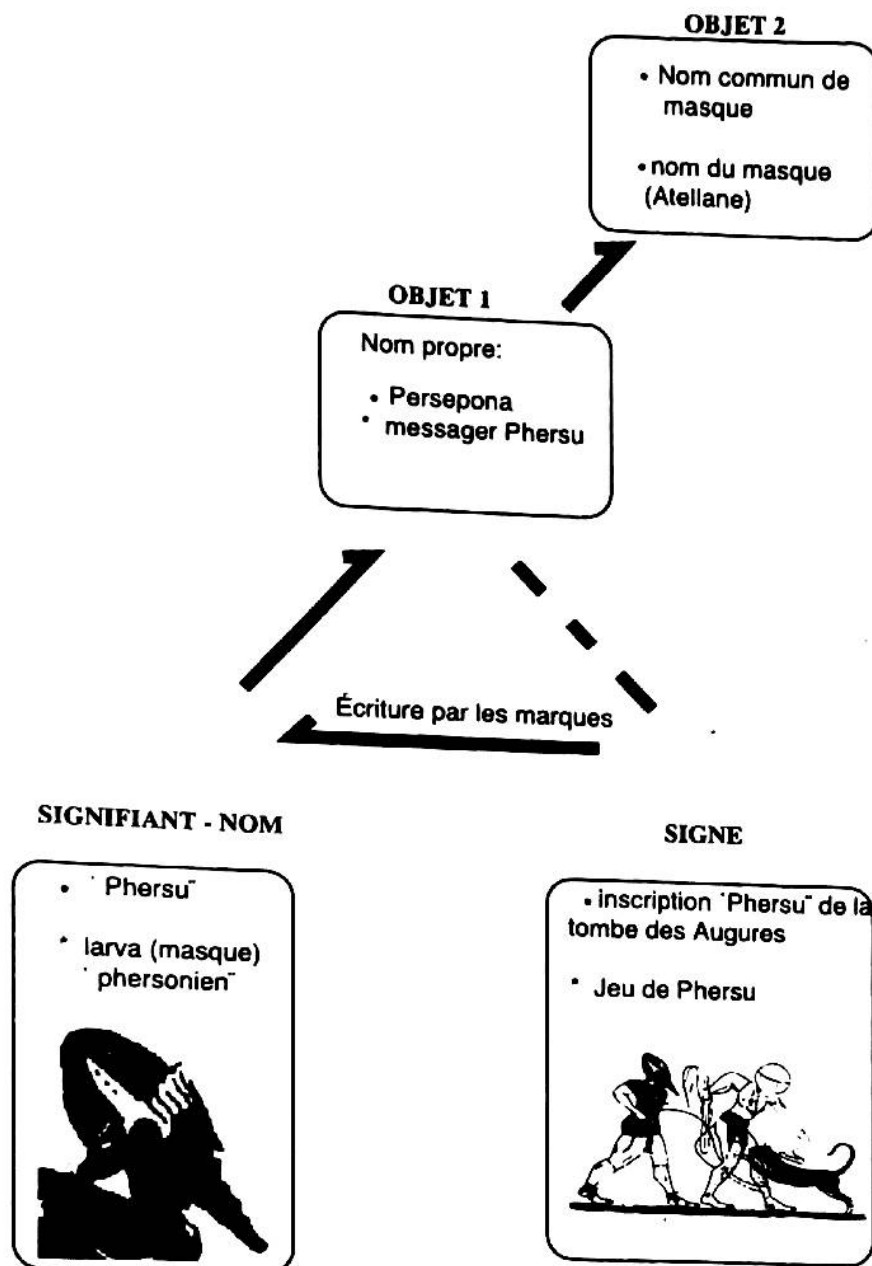 OBJET 2
• Nom commun de
masque
• nom du masque
(Atellane)
OBJET 1
Nom propre:
• Persepona
• messager Phersu
Écriture par les marques
SIGNIFIANT - NOM
• "Phersu"
• larva (masque)
"phersonien"
SIGNE
• inscription "Phersu" de la
tombe des Augures
• Jeu de Phersu